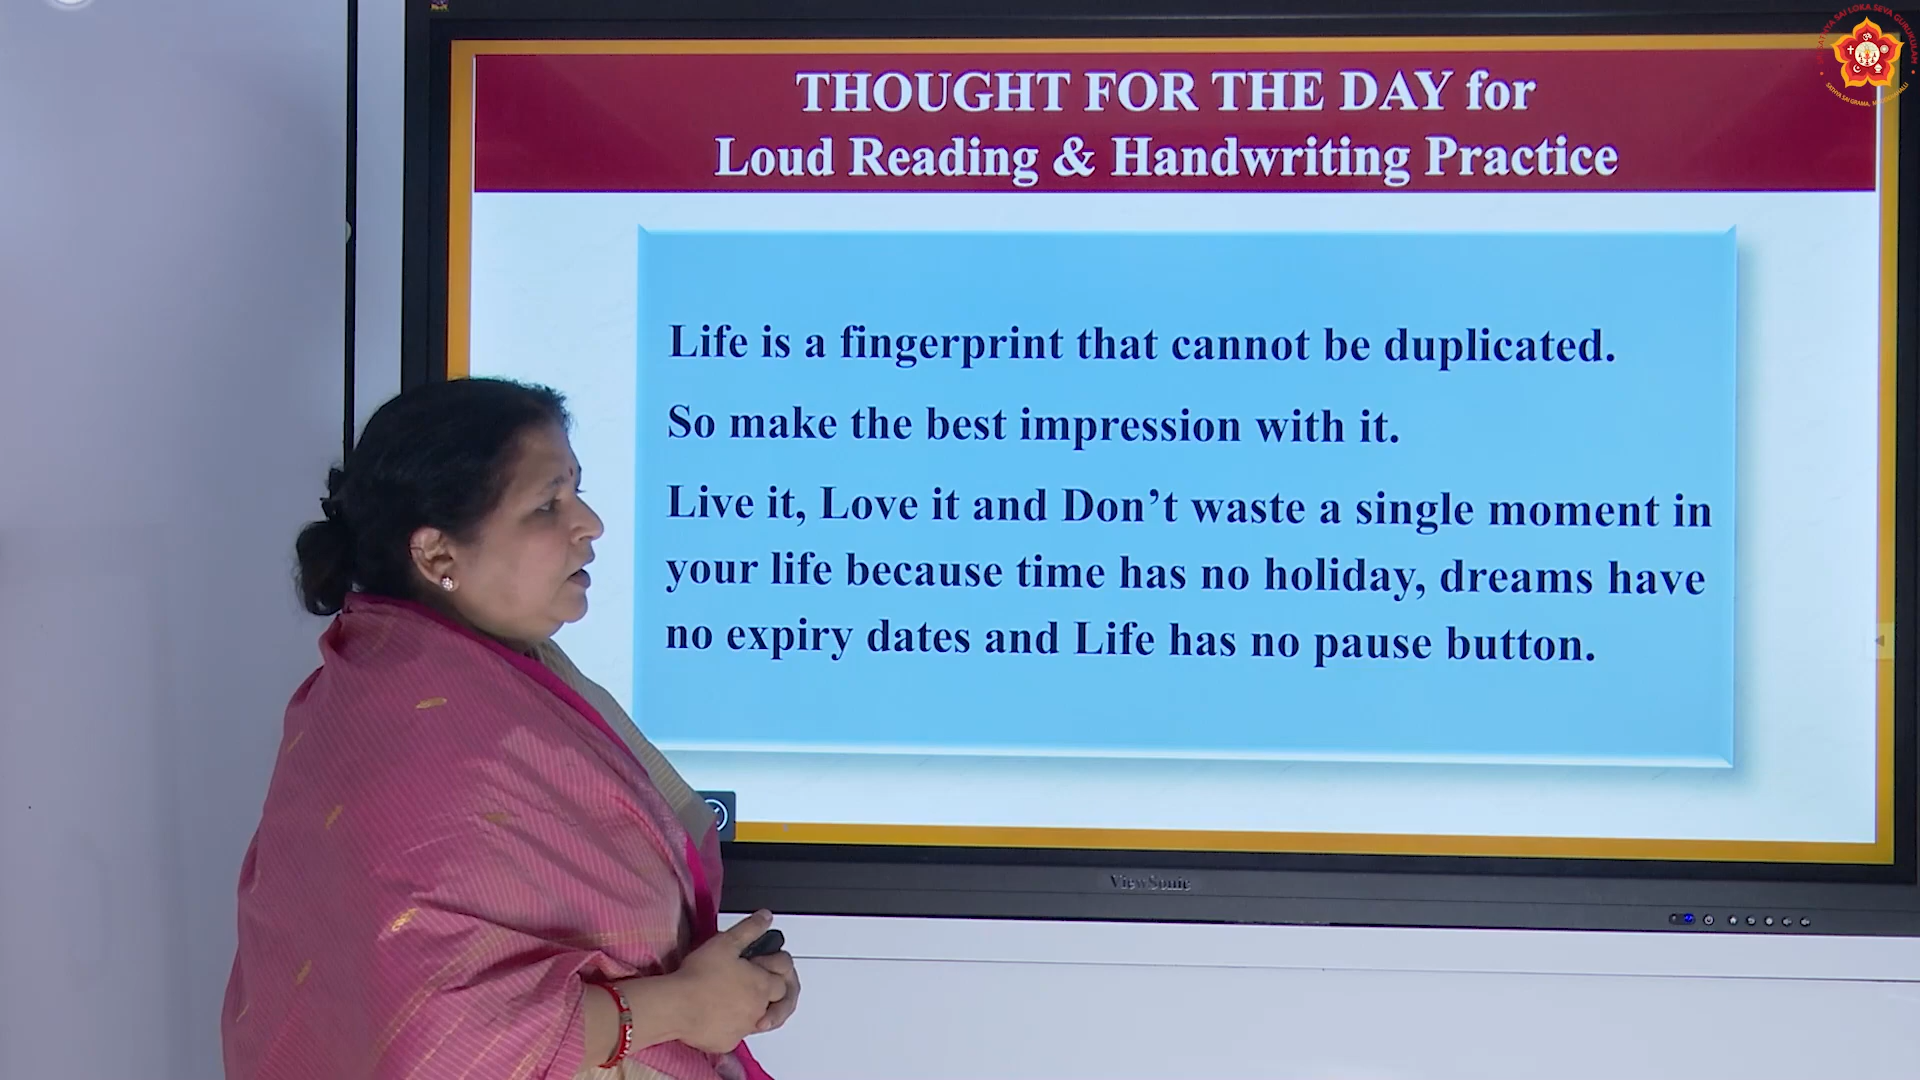 THOUGHT FOR THE DAY for
Loud Reading & Handwriting Practice
Life is a fingerprint that cannot be duplicated.
So make the best impression with it.
Live it, Love it and Don’t waste a single moment in
your life because time has no holiday, dreams have
no expiry dates and Life has no pause button.
ViewSonic